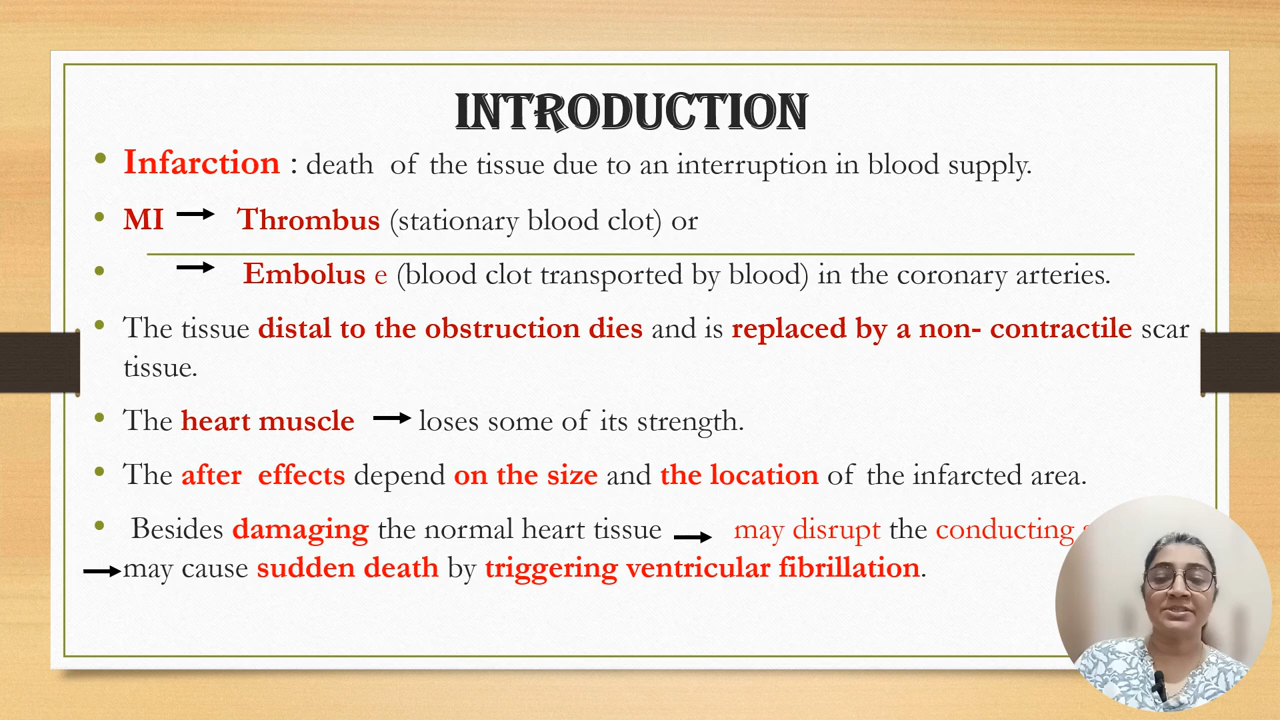 INTRODUCTION
• Infarction : death of the tissue due to an interruption in blood supply.
• MI → Thrombus (stationary blood clot) or
• → Embolus e (blood clot transported by blood) in the coronary arteries.
• The tissue distal to the obstruction dies and is replaced by a non- contractile scar
tissue.
• The heart muscle → loses some of its strength.
• The after effects depend on the size and the location of the infarcted area.
• Besides damaging the normal heart tissue → may disrupt the conducting
→ may cause sudden death by triggering ventricular fibrillation.